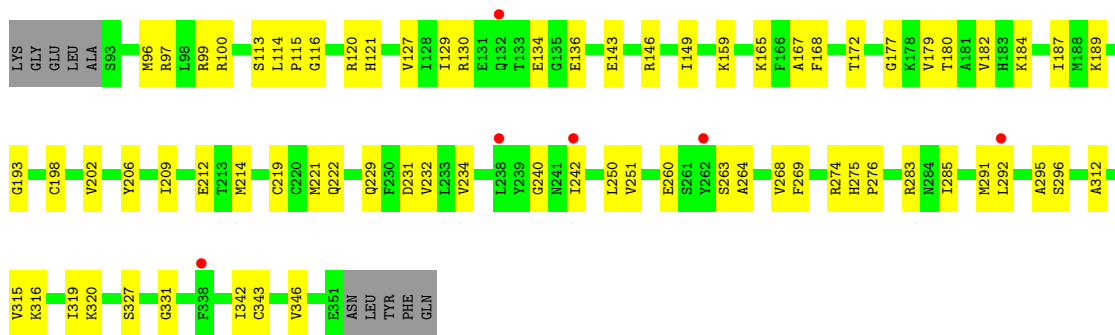 LYS GLY GLU LEU ALA S93 M96 R97 L98 R99 R100 S113 L114 P115 G116 R120 H121 V127 I128 I129 R130 E131 Q132 T133 E134 G135 E136 E143 R146 I149 K159 K165 F166 A167 F168 T172 G177 K178 V179 T180 A181 V182 H183 K184 I187 M188 K189
G193 C198 V202 Y206 I209 E212 T213 M214 C219 C220 M221 Q222 Q229 F230 D231 V232 L233 V234 L238 Y239 G240 N241 I242 L250 V251 E260 S261 Y262 S263 A264 V268 F269 R274 H275 P276 R283 N284 I285 M291 L292 A295 S296 A312
V315 K316 I319 K320 S327 G331 F338 I342 C343 V346 E351 ASN LEU TYR PHE GLN